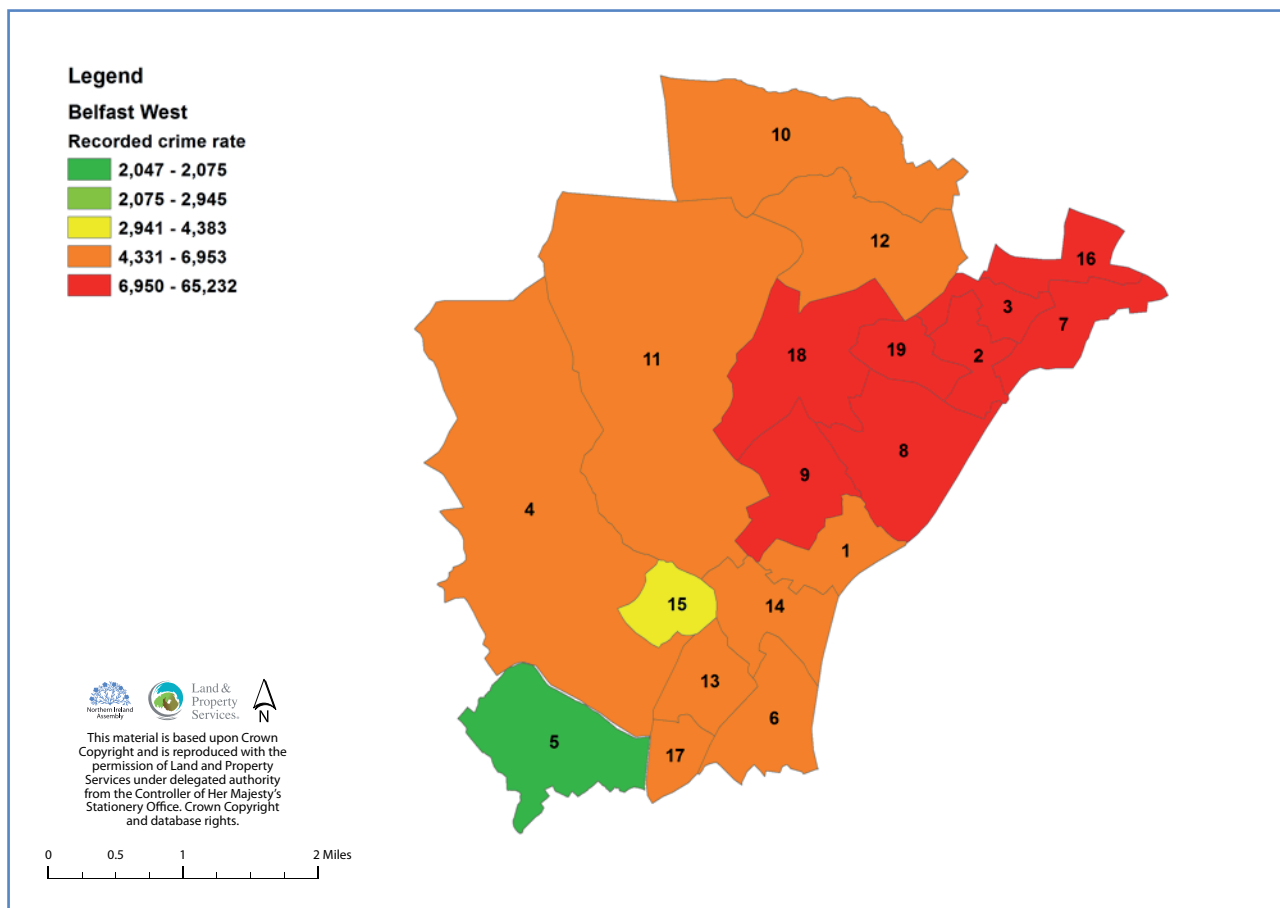 Legend
Belfast West
Recorded crime rate
2,047 - 2,075
2,075 - 2,945
2,941 - 4,383
4,331 - 6,953
6,950 - 65,232
10
12
16
3
7
18
19
2
11
8
9
4
1
15
14
13
6
5
17
Northern Ireland
Assembly
Land &
Property
Services.
N
This material is based upon Crown
Copyright and is reproduced with the
permission of Land and Property
Services under delegated authority
from the Controller of Her Majesty's
Stationery Office. Crown Copyright
and database rights.
0 0.5 1 2 Miles